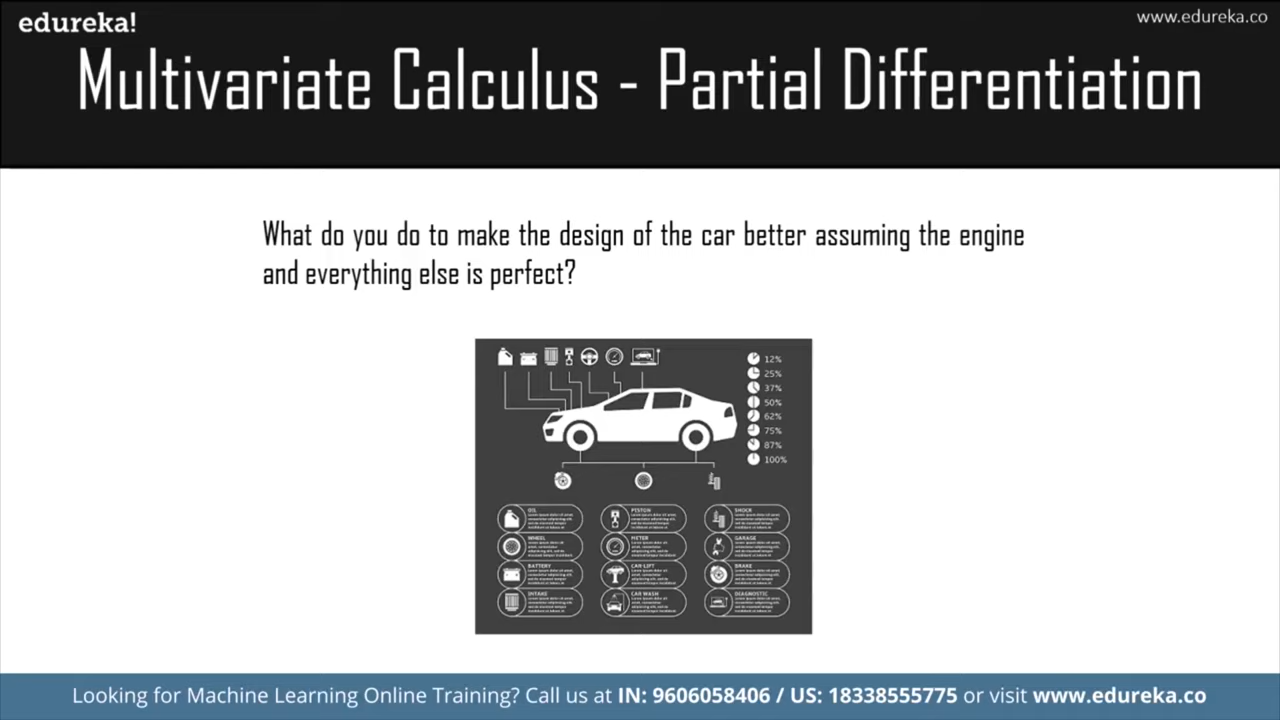 edureka!
www.edureka.co
Multivariate Calculus - Partial Differentiation
What do you do to make the design of the car better assuming the engine
and everything else is perfect?
12%
25%
37%
50%
62%
75%
87%
100%
OIL
PISTON
SHOCK
WHEEL
METER
GARAGE
BATTERY
CAR LIFT
BRAKE
INTAKE
CAR WASH
DIAGNOSTIC
Looking for Machine Learning Online Training? Call us at IN: 9606058406 / US: 18338555775 or visit www.edureka.co